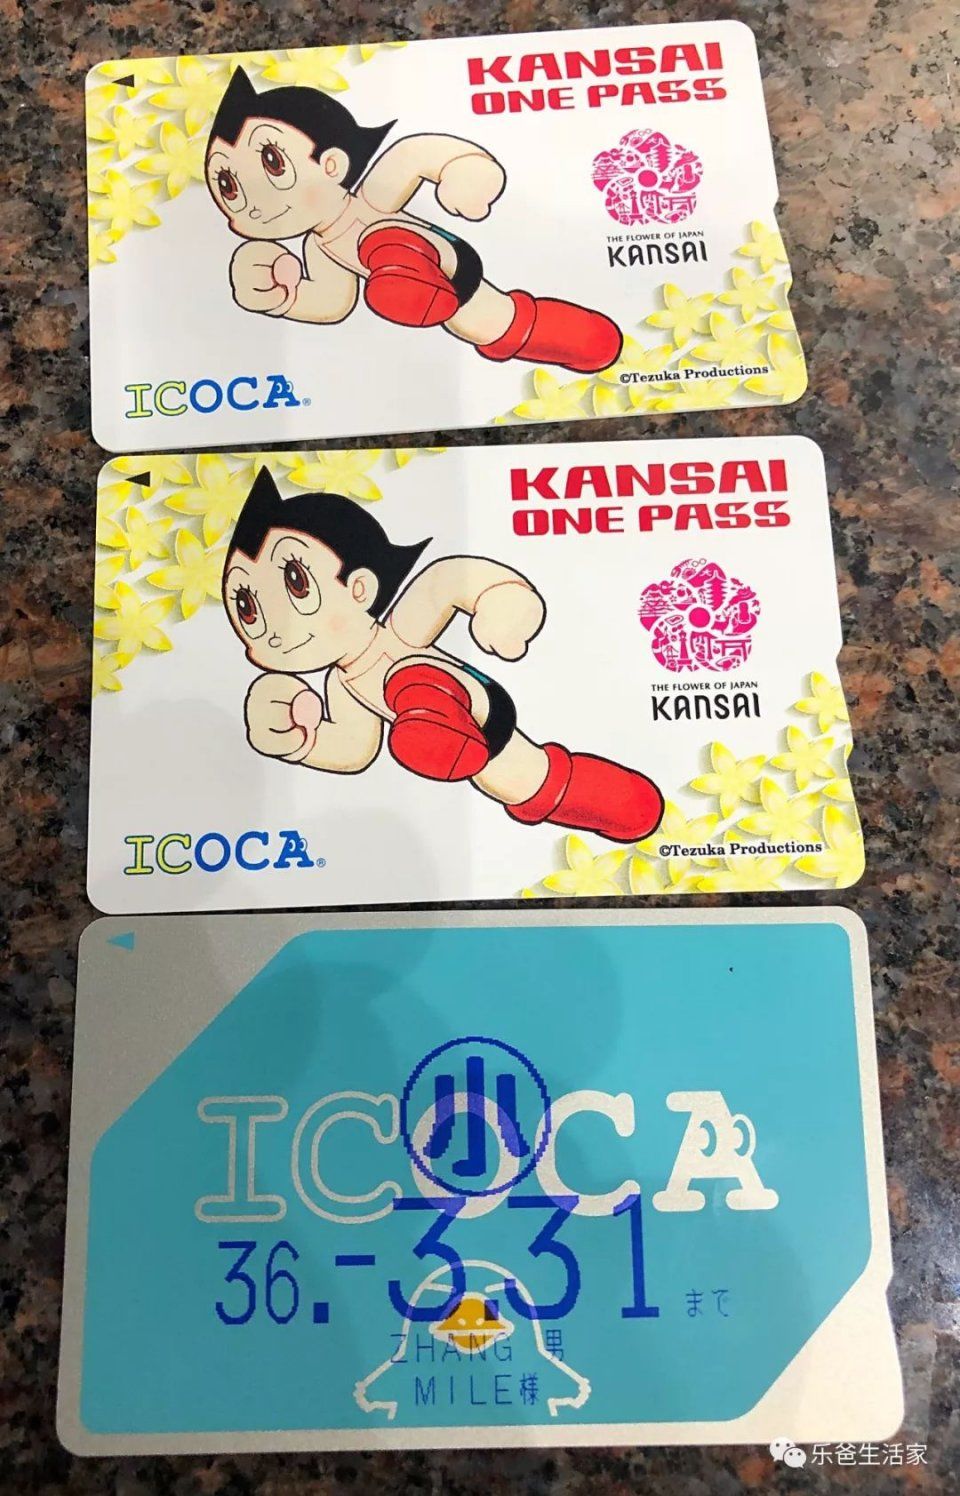 KANSAI
ONE PASS
THE FLOWER OF JAPAN
KANSAI
©Tezuka Productions
ICOCA®
KANSAI
ONE PASS
THE FLOWER OF JAPAN
KANSAI
©Tezuka Productions
ICOCA®
小
ICOCA
36.-3.31まで
ZHANG 男
MILE様
乐爸生活家